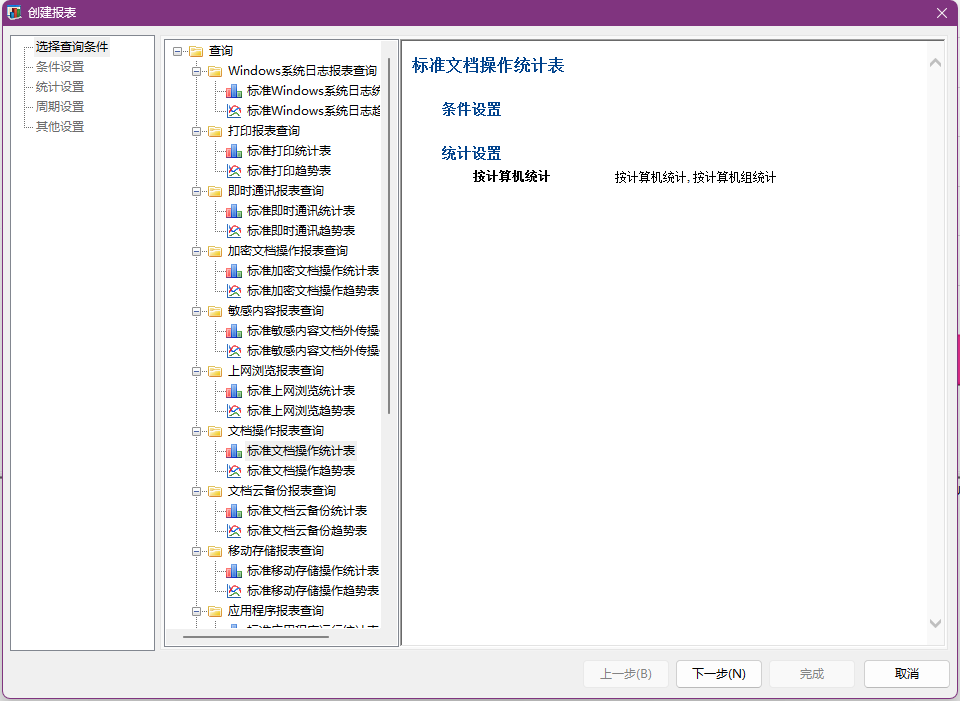 创建报表
选择查询条件
条件设置
统计设置
周期设置
其他设置
查询
Windows系统日志报表查询
标准Windows系统日志统
标准Windows系统日志趋
打印报表查询
标准打印统计表
标准打印趋势表
即时通讯报表查询
标准即时通讯统计表
标准即时通讯趋势表
加密文档操作报表查询
标准加密文档操作统计表
标准加密文档操作趋势表
敏感内容报表查询
标准敏感内容文档外传操
标准敏感内容文档外传操
上网浏览报表查询
标准上网浏览统计表
标准上网浏览趋势表
文档操作报表查询
标准文档操作统计表
标准文档操作趋势表
文档云备份报表查询
标准文档云备份统计表
标准文档云备份趋势表
移动存储报表查询
标准移动存储操作统计表
标准移动存储操作趋势表
应用程序报表查询
标准文档操作统计表
条件设置
统计设置
按计算机统计 按计算机统计, 按计算机组统计
上一步(B) 下一步(N) 完成 取消